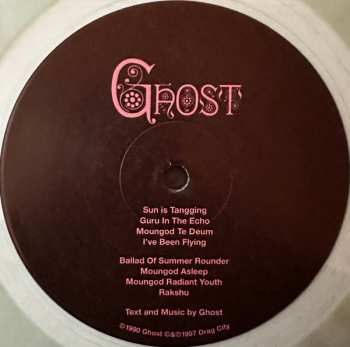 Ghost
Sun is Tangging
Guru In The Echo
Moungod Te Deum
I've Been Flying
Ballad Of Summer Rounder
Moungod Asleep
Moungod Radiant Youth
Rakshu
Text and Music by Ghost
©1990 Ghost ©&℗1997 Drag City